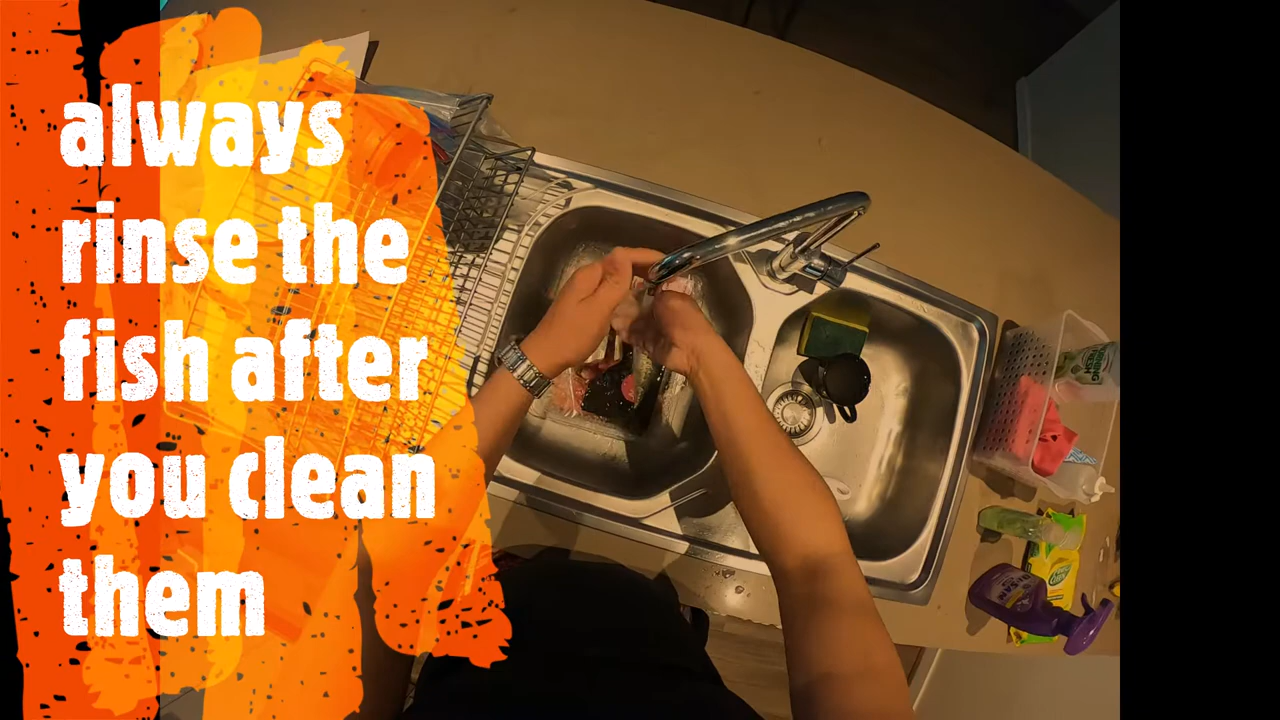 always
rinse the
fish after
you clean
them